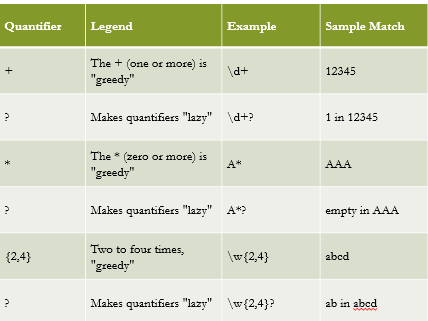 Quantifier Legend Example Sample Match
+ The + (one or more) is "greedy" \d+ 12345
? Makes quantifiers "lazy" \d+? 1 in 12345
* The * (zero or more) is "greedy" A* AAA
? Makes quantifiers "lazy" A*? empty in AAA
{2,4} Two to four times, "greedy" \w{2,4} abcd
? Makes quantifiers "lazy" \w{2,4}? ab in abcd